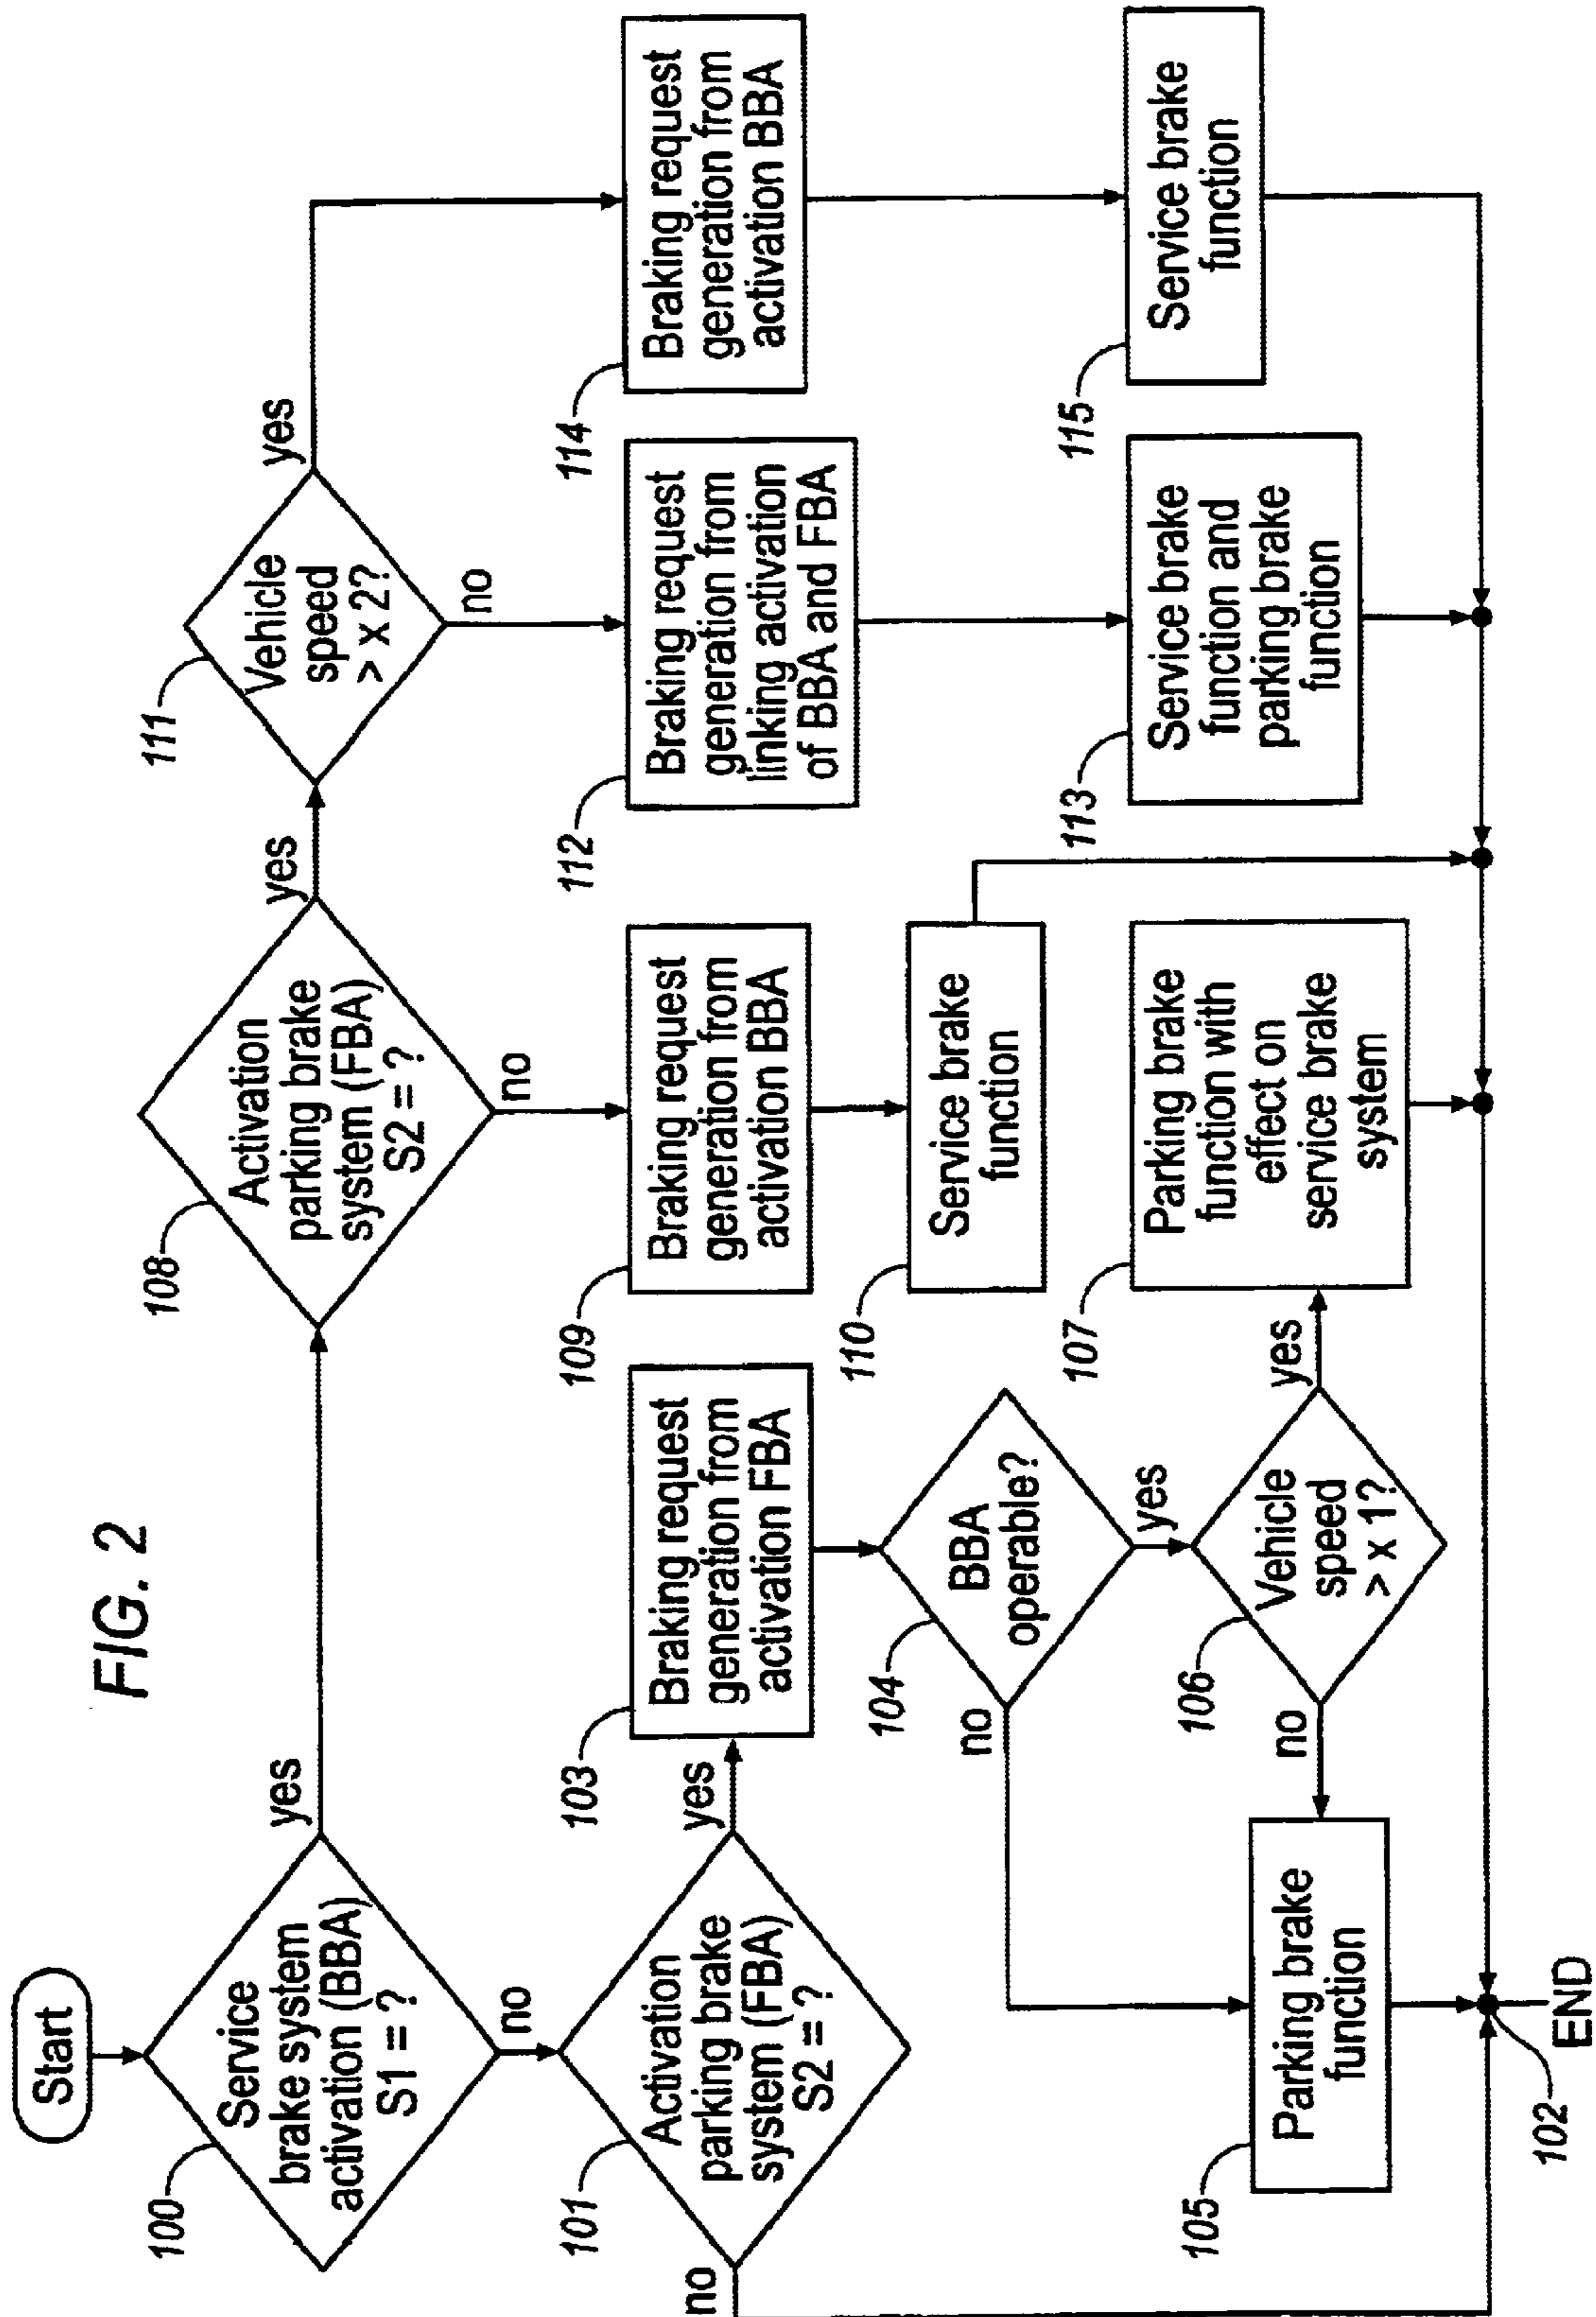 FIG. 2
Start
100
Service
brake system
activation (BBA)
S1 = ?
yes
no
108
Activation
parking brake
system (FBA)
S2 = ?
yes
no
111
Vehicle
speed
> x 2?
yes
no
101
Activation
parking brake
system (FBA)
S2 = ?
yes
no
103
Braking request
generation from
activation FBA
109
Braking request
generation from
activation BBA
112
Braking request
generation from
linking activation
of BBA and FBA
114
Braking request
generation from
activation BBA
104
BBA
operable?
no
yes
110
Service brake
function
106
Vehicle
speed
> x 1?
no
yes
105
Parking brake
function
107
Parking brake
function with
effect on
service brake
system
113
Service brake
function and
parking brake
function
115
Service brake
function
102
END